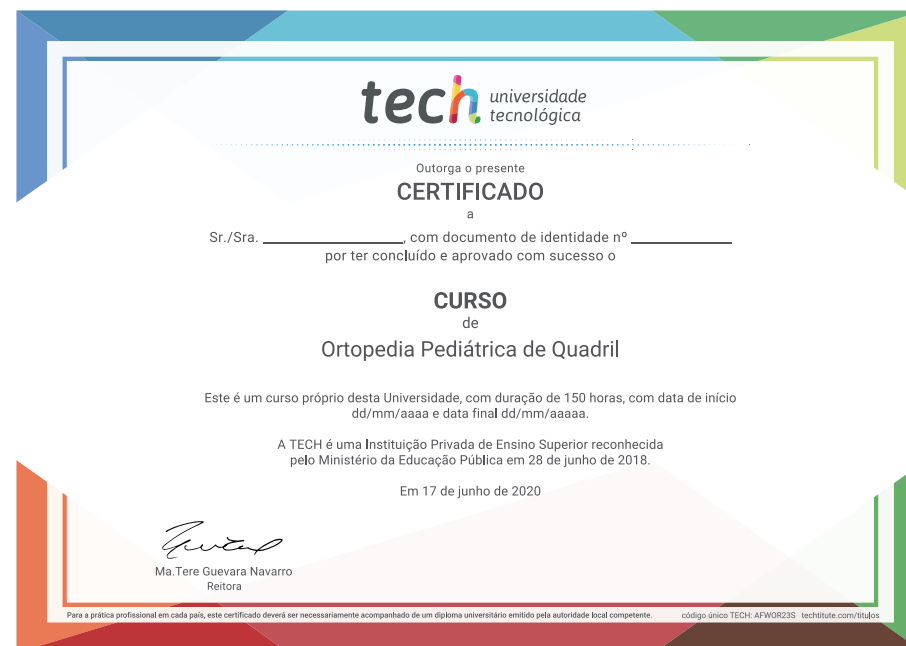 tech universidade
tecnológica
Outorga o presente
CERTIFICADO
a
Sr./Sra. ____________, com documento de identidade nº ____________
por ter concluído e aprovado com sucesso o
CURSO
de
Ortopedia Pediátrica de Quadril
Este é um curso próprio desta Universidade, com duração de 150 horas, com data de início
dd/mm/aaaa e data final dd/mm/aaaaa.
A TECH é uma Instituição Privada de Ensino Superior reconhecida
pelo Ministério da Educação Pública em 28 de junho de 2018.
Em 17 de junho de 2020
Ma.Tere Guevara Navarro
Reitora
Para a prática profissional em cada país, este certificado deverá ser necessariamente acompanhado de um diploma universitário emitido pela autoridade local competente. código único TECH: AFWOR23S techtitute.com/titulos